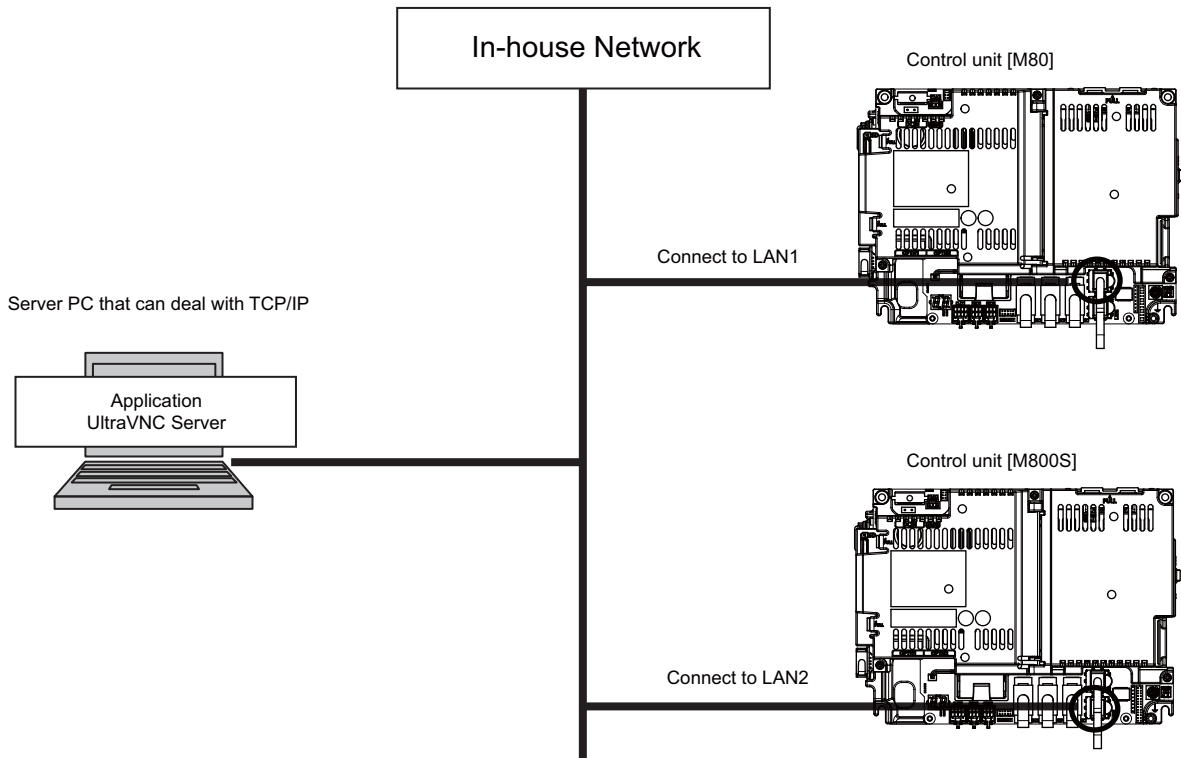 In-house Network
Control unit [M80]
Connect to LAN1
Server PC that can deal with TCP/IP
Application
UltraVNC Server
Control unit [M800S]
Connect to LAN2